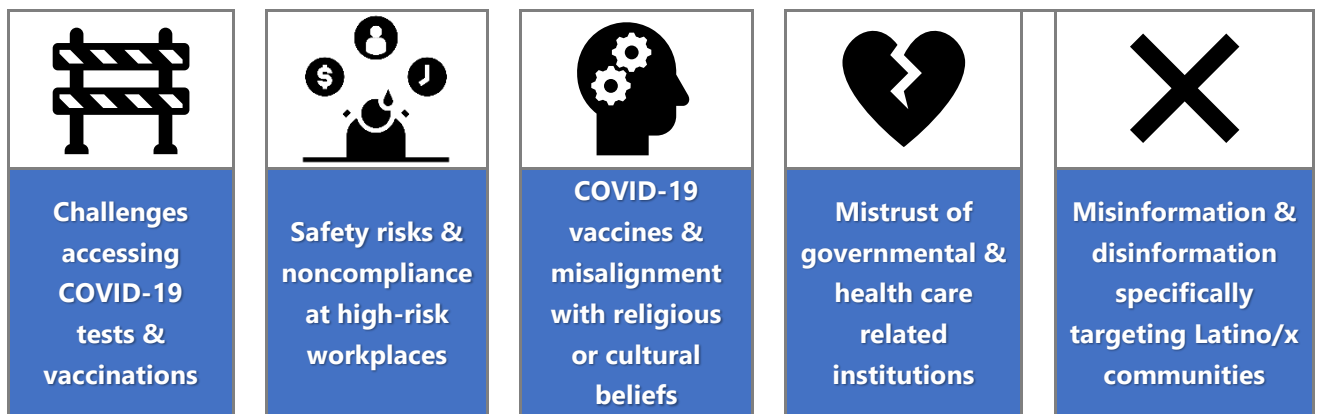 $
Challenges
accessing
COVID-19
tests &
vaccinations
Safety risks &
noncompliance
at high-risk
workplaces
COVID-19
vaccines &
misalignment
with religious
or cultural
beliefs
Mistrust of
governmental &
health care
related
institutions
Misinformation &
disinformation
specifically
targeting Latino/x
communities